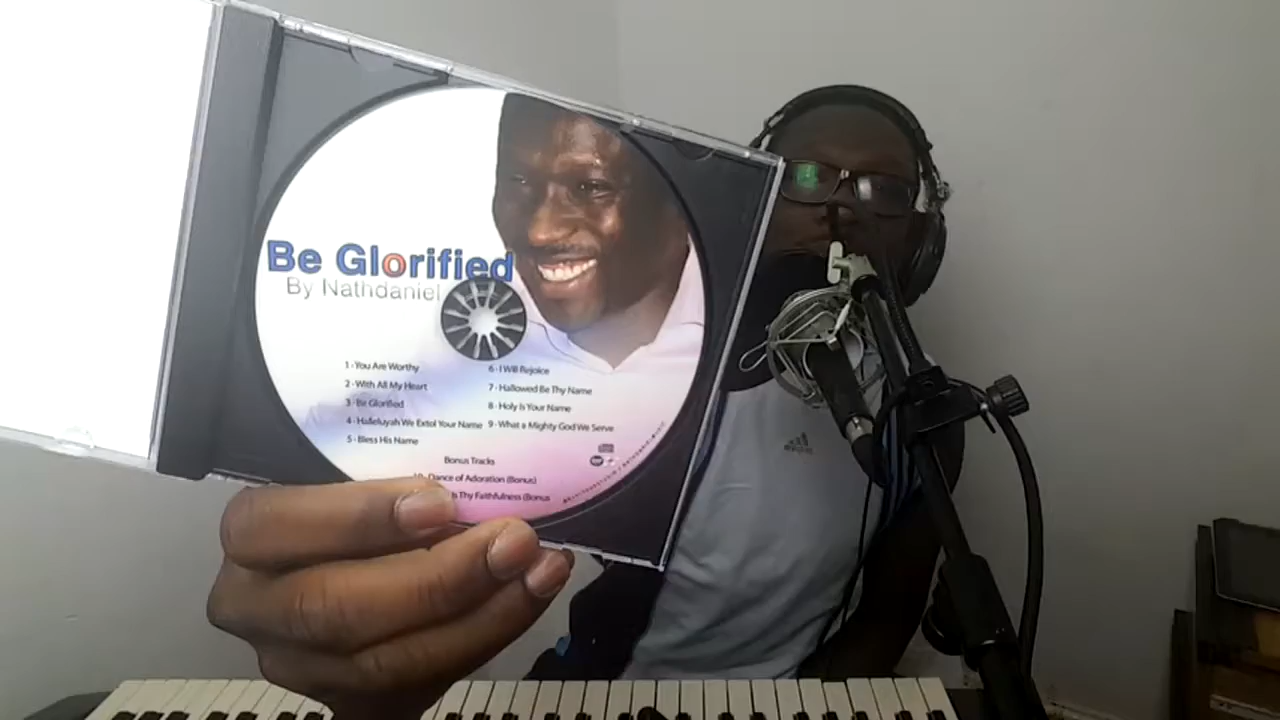 Be Glorified
By Nathdaniel
1 - You Are Worthy
2 - With All My Heart
3 - Be Glorified
4 - Halleluyah We Extol Your Name
5 - Bless His Name
6 - I Will Rejoice
7 - Hallowed Be Thy Name
8 - Holy Is Your Name
9 - What a Mighty God We Serve
Bonus Tracks
10 - Dance of Adoration (Bonus)
Is Thy Faithfulness (Bonus
adidas